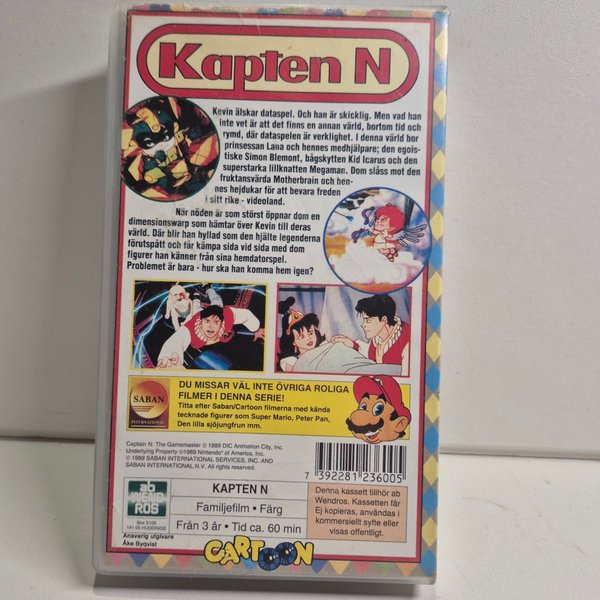 Kapten N
Kevin älskar dataspel. Och han är skicklig. Men vad han
inte vet är att det finns en annan värld, bortom tid och
rymd, där dataspelen är verklighet. I denna värld bor
prinsessan Lana och hennes medhjälpare; den egois-
tiske Simon Blemont, bågskytten Kid Icarus och den
superstarka lillknatten Megaman. Dom slåss mot den
fruktansvärda Motherbrain och hen-
nes hejdukar för att bevara freden
i sitt rike - videoland.
När nöden är som störst öppnar dom en
dimensionswarp som hämtar över Kevin till deras
värld. Där blir han hyllad som den hjälte legenderna
förutspått och får kämpa sida vid sida med dom
figurer han känner från sina hemdatorspel.
Problemet är bara - hur ska han komma hem igen?
SABAN
INTERNATIONAL
DU MISSAR VÄL INTE ÖVRIGA ROLIGA
FILMER I DENNA SERIE!
Titta efter Saban/Cartoon filmerna med kända
tecknade figurer som Super Mario, Peter Pan,
Den lilla sjöjungfrun mm.
Captain N: The Gamemaster © 1989 DIC Animation City, Inc.
Underlying Property ©1989 Nintendo of America, Inc.
© 1989 SABAN INTERNATIONAL SERVICES, INC. AND
SABAN INTERNATIONAL N.V. All rights reserved.
7 392281 236005
ab
WEND
ROS
Box 5100
141 05 HUDDINGE
Ansvarig utgivare
Åke Byqvist
KAPTEN N
Familjefilm • Färg
Från 3 år • Tid ca. 60 min
Denna kassett tillhör ab
Wendros. Kassetten får
Ej kopieras, användas i
kommersiellt syfte eller
visas offentligt.
CARTOON